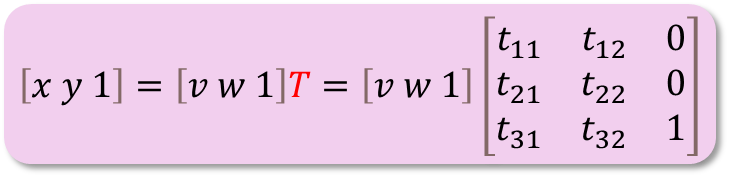 [x y 1] = [v w 1]T = [v w 1] [t₁₁ t₁₂ 0
t₂₁ t₂₂ 0
t₃₁ t₃₂ 1]